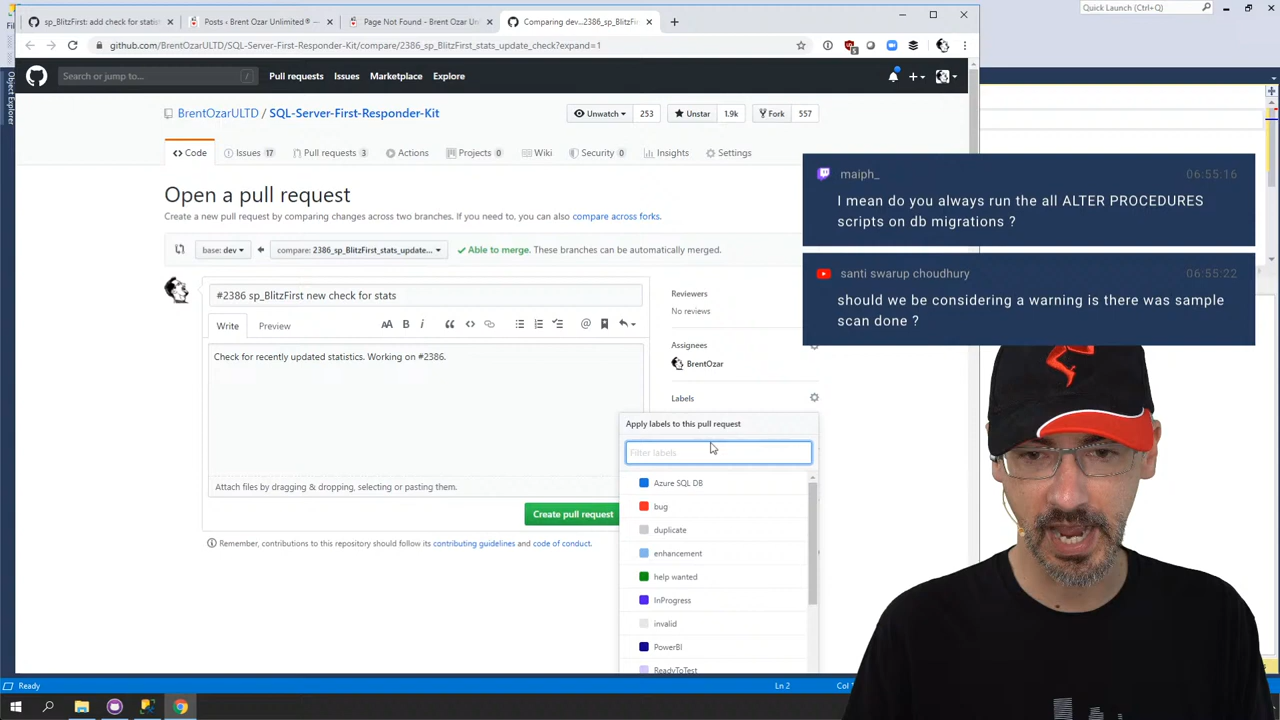 sp_BlitzFirst: add check for statist
Posts ‹ Brent Ozar Unlimited® —
Page Not Found – Brent Ozar Unl
Comparing dev...2386_sp_BlitzFirst
Quick Launch (Ctrl+Q)
github.com/BrentOzarULTD/SQL-Server-First-Responder-Kit/compare/2386_sp_BlitzFirst_stats_update_check?expand=1
Search or jump to...
Pull requests Issues Marketplace Explore
Object Explorer
BrentOzarULTD / SQL-Server-First-Responder-Kit
Unwatch 253 Unstar 1.9k Fork 557
Code Issues 17 Pull requests 3 Actions Projects 0 Wiki Security 0 Insights Settings
Open a pull request
Create a new pull request by comparing changes across two branches. If you need to, you can also compare across forks.
base: dev compare: 2386_sp_BlitzFirst_stats_update... Able to merge. These branches can be automatically merged.
maiph_ 06:55:16
I mean do you always run the all ALTER PROCEDURES
scripts on db migrations ?
santi swarup choudhury 06:55:22
should we be considering a warning is there was sample
scan done ?
#2386 sp_BlitzFirst new check for stats
Write Preview
Check for recently updated statistics. Working on #2386.
Attach files by dragging & dropping, selecting or pasting them.
Create pull request
Remember, contributions to this repository should follow its contributing guidelines and code of conduct.
Reviewers
No reviews
Assignees
BrentOzar
Labels
Apply labels to this pull request
Filter labels
Azure SQL DB
bug
duplicate
enhancement
help wanted
InProgress
invalid
PowerBI
ReadyToTest
Ready
Ln 2
Col